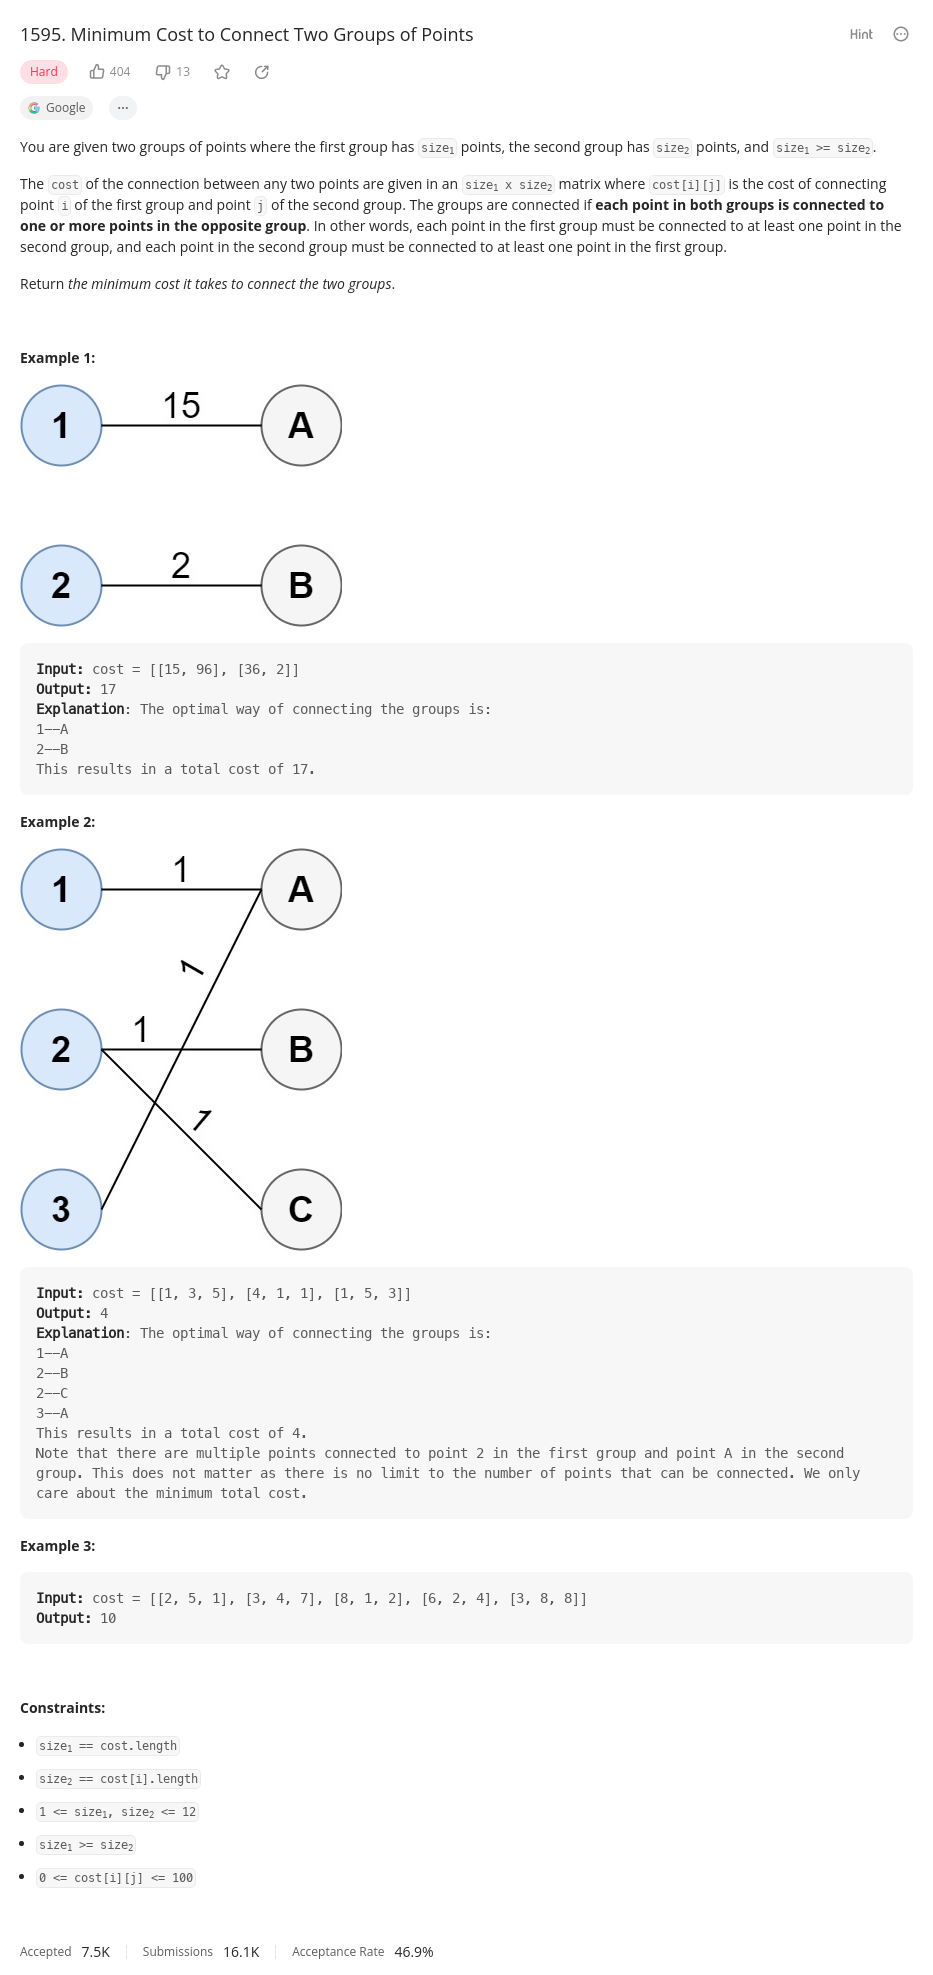 1595. Minimum Cost to Connect Two Groups of Points
Hint
Hard 404 13
Google ...
You are given two groups of points where the first group has size₁ points, the second group has size₂ points, and size₁ >= size₂.
The cost of the connection between any two points are given in an size₁ x size₂ matrix where cost[i][j] is the cost of connecting
point i of the first group and point j of the second group. The groups are connected if each point in both groups is connected to
one or more points in the opposite group. In other words, each point in the first group must be connected to at least one point in the
second group, and each point in the second group must be connected to at least one point in the first group.
Return the minimum cost it takes to connect the two groups.
Example 1:
1 15 A
2 2 B
Input: cost = [[15, 96], [36, 2]]
Output: 17
Explanation: The optimal way of connecting the groups is:
1--A
2--B
This results in a total cost of 17.
Example 2:
1 1 A
1
2 1 B
1
3 C
Input: cost = [[1, 3, 5], [4, 1, 1], [1, 5, 3]]
Output: 4
Explanation: The optimal way of connecting the groups is:
1--A
2--B
2--C
3--A
This results in a total cost of 4.
Note that there are multiple points connected to point 2 in the first group and point A in the second
group. This does not matter as there is no limit to the number of points that can be connected. We only
care about the minimum total cost.
Example 3:
Input: cost = [[2, 5, 1], [3, 4, 7], [8, 1, 2], [6, 2, 4], [3, 8, 8]]
Output: 10
Constraints:
• size₁ == cost.length
• size₂ == cost[i].length
• 1 <= size₁, size₂ <= 12
• size₁ >= size₂
• 0 <= cost[i][j] <= 100
Accepted 7.5K Submissions 16.1K Acceptance Rate 46.9%